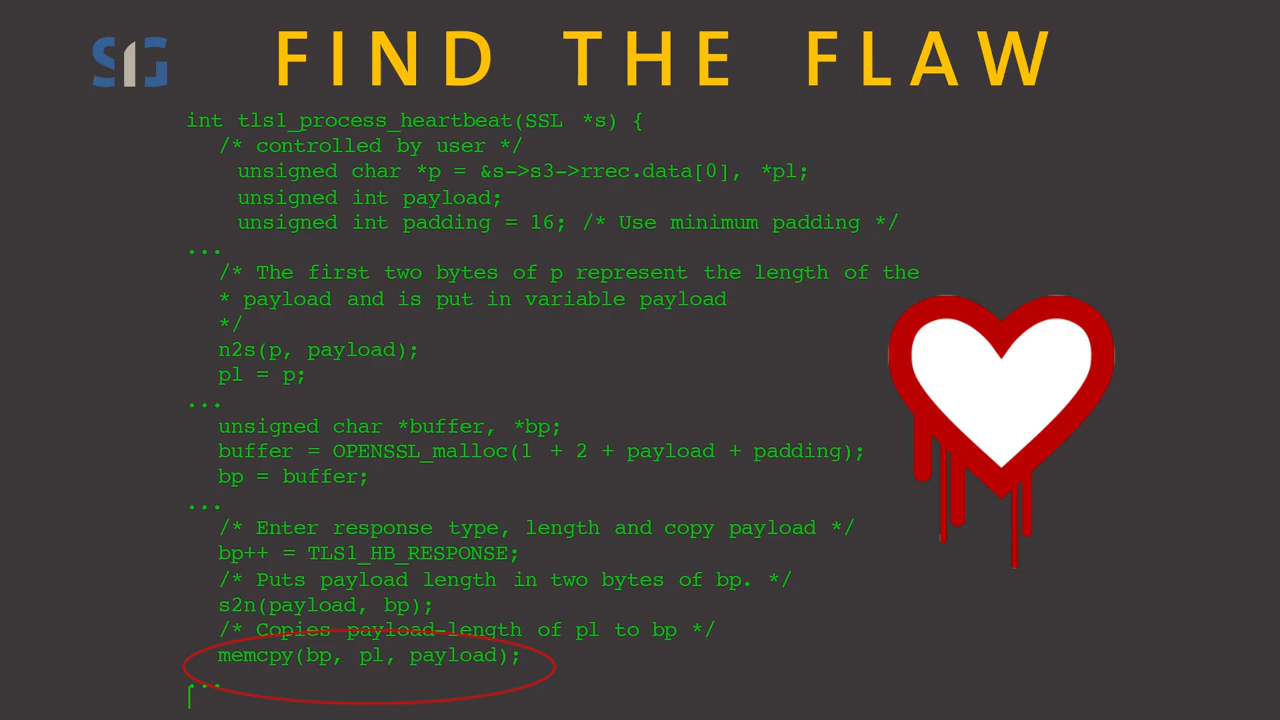 SIG
FIND THE FLAW
int tls1_process_heartbeat(SSL *s) {
/* controlled by user */
unsigned char *p = &s->s3->rrec.data[0], *pl;
unsigned int payload;
unsigned int padding = 16; /* Use minimum padding */
...
/* The first two bytes of p represent the length of the
* payload and is put in variable payload
*/
n2s(p, payload);
pl = p;
...
unsigned char *buffer, *bp;
buffer = OPENSSL_malloc(1 + 2 + payload + padding);
bp = buffer;
...
/* Enter response type, length and copy payload */
bp++ = TLS1_HB_RESPONSE;
/* Puts payload length in two bytes of bp. */
s2n(payload, bp);
/* Copies payload-length of pl to bp */
memcpy(bp, pl, payload);
...